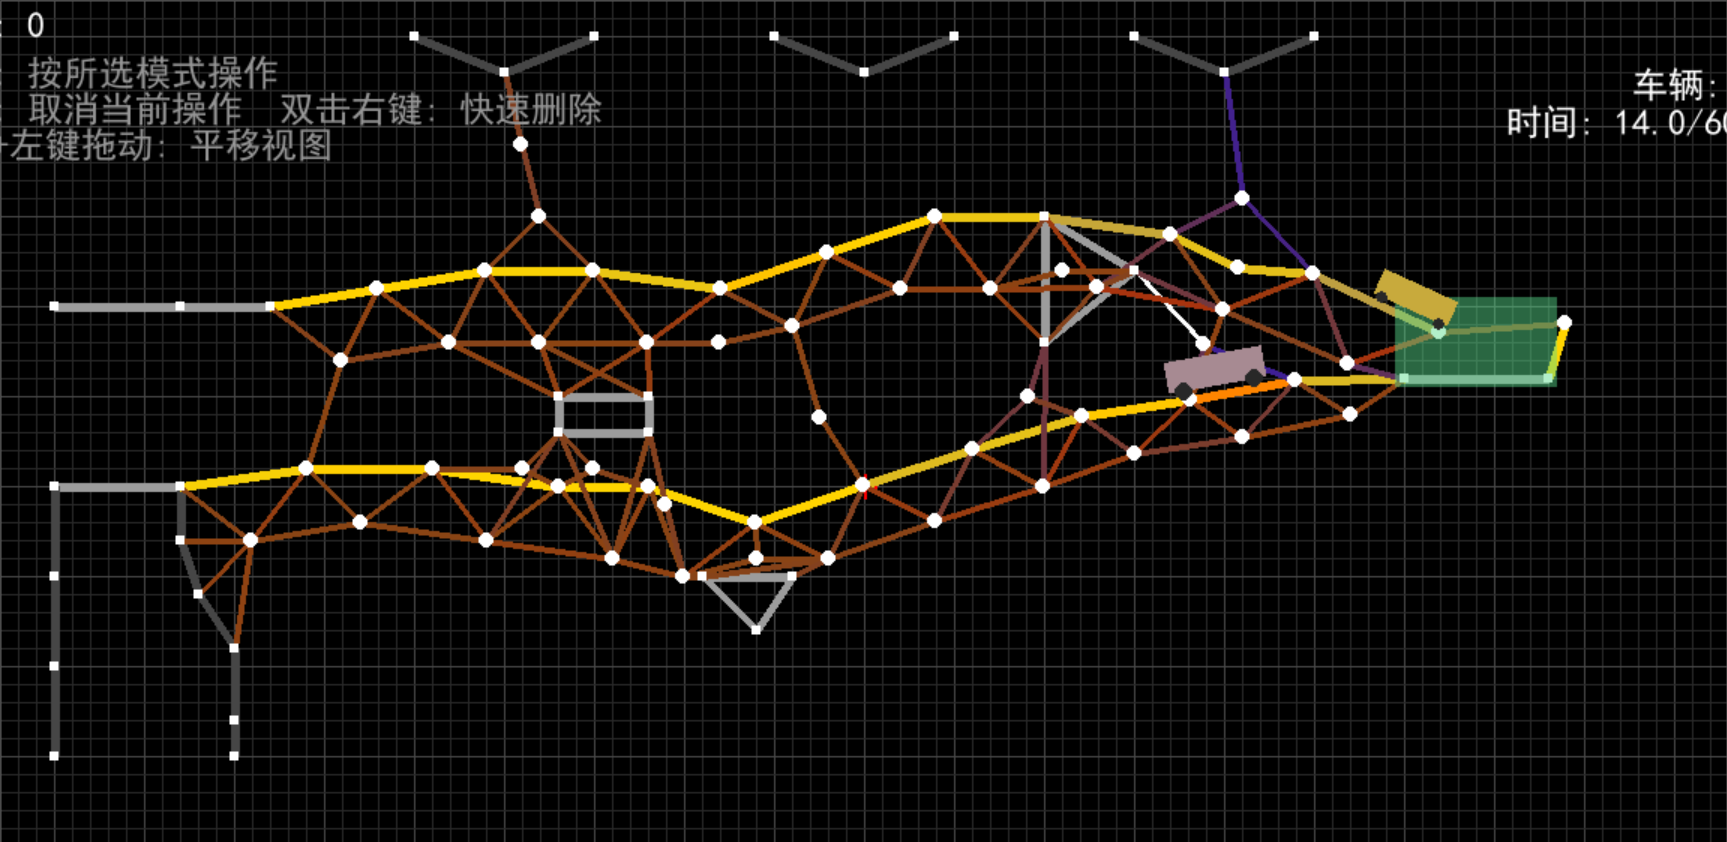 : 0
按所选模式操作
取消当前操作 双击右键: 快速删除
+左键拖动: 平移视图
车辆:
时间: 14.0/60